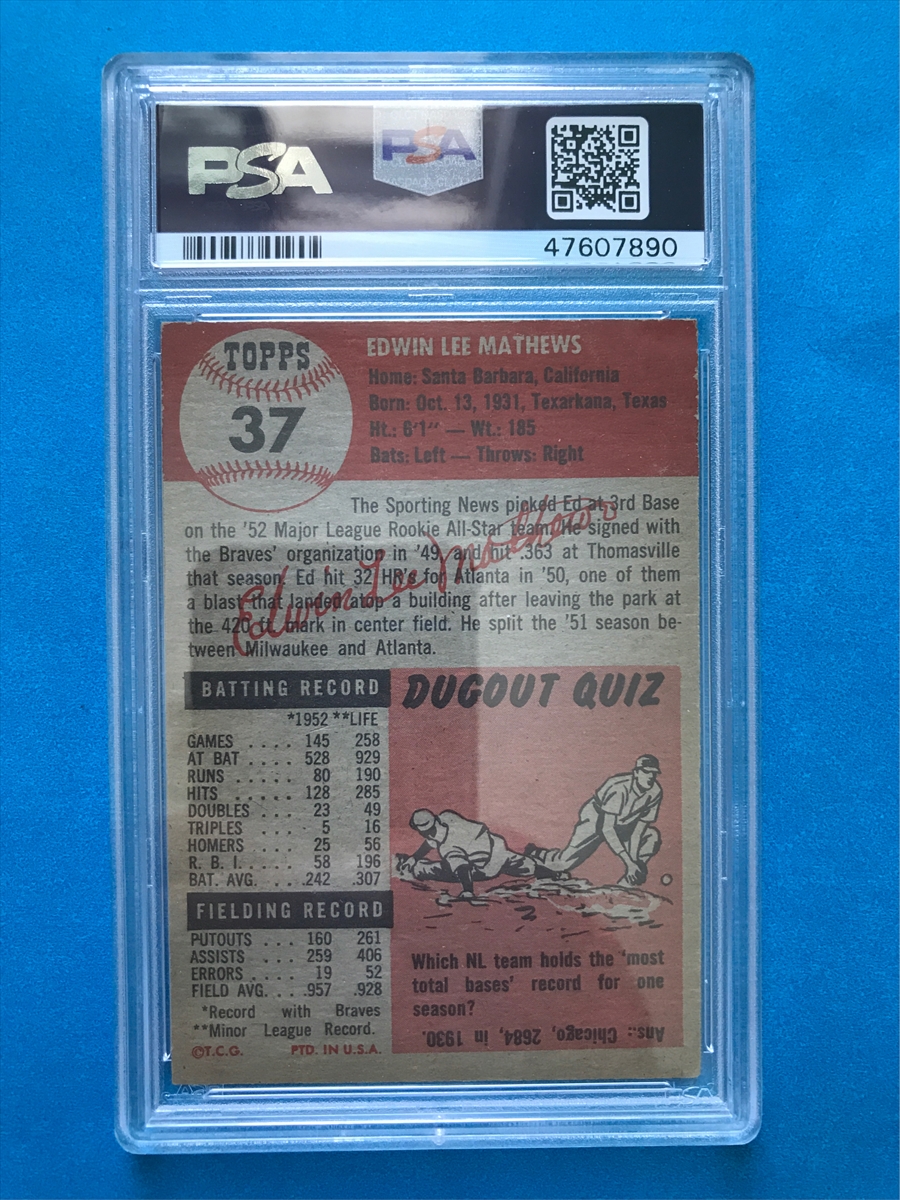 PSA
PSA
47607890
TOPPS
37
EDWIN LEE MATHEWS
Home: Santa Barbara, California
Born: Oct. 13, 1931, Texarkana, Texas
Ht.: 6'1" — Wt.: 185
Bats: Left — Throws: Right
The Sporting News picked Ed at 3rd Base
on the '52 Major League Rookie All-Star team. He signed with
the Braves' organization in '49, and hit .363 at Thomasville
that season. Ed hit 32 HR's for Atlanta in '50, one of them
a blast that landed atop a building after leaving the park at
the 420 ft. mark in center field. He split the '51 season be-
tween Milwaukee and Atlanta.
Edwin Lee Mathews
BATTING RECORD
*1952 **LIFE
GAMES .... 145 258
AT BAT .... 528 929
RUNS ..... 80 190
HITS ..... 128 285
DOUBLES ... 23 49
TRIPLES ... 5 16
HOMERS .... 25 56
R. B. I. .... 58 196
BAT. AVG. ... .242 .307
FIELDING RECORD
PUTOUTS ... 160 261
ASSISTS ... 259 406
ERRORS .... 19 52
FIELD AVG. ... .957 .928
*Record with Braves
**Minor League Record.
©T.C.G. PTD. IN U.S.A.
DUGOUT QUIZ
Which NL team holds the 'most
total bases' record for one
season?
Ans.: Chicago, 2684, in 1930.